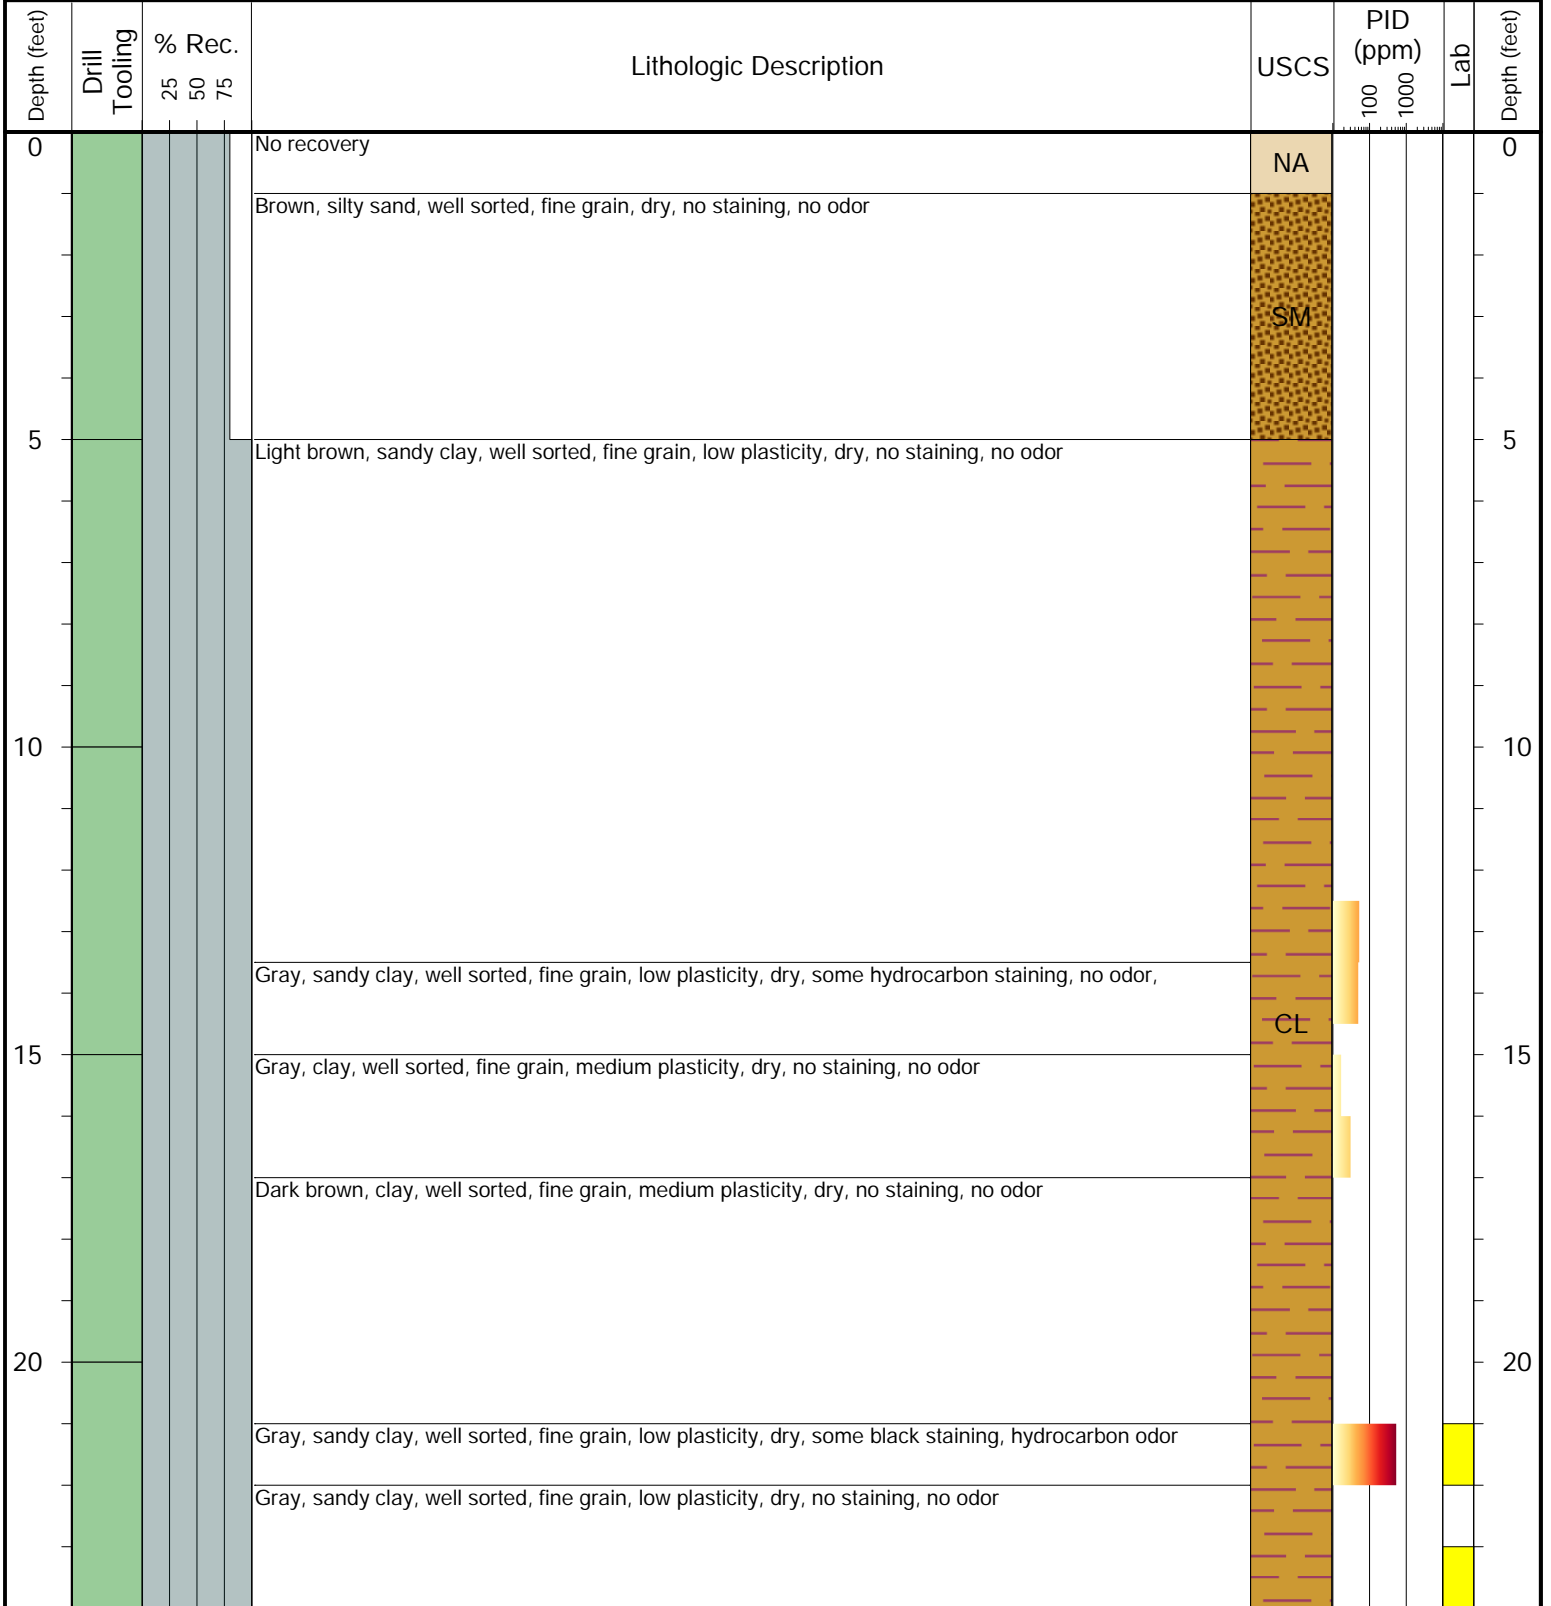 Depth (feet)
Drill
Tooling
% Rec.
25
50
75
Lithologic Description
USCS
PID
(ppm)
100
1000
Lab
Depth (feet)
0
No recovery
NA
0
Brown, silty sand, well sorted, fine grain, dry, no staining, no odor
SM
5
Light brown, sandy clay, well sorted, fine grain, low plasticity, dry, no staining, no odor
5
10
10
Gray, sandy clay, well sorted, fine grain, low plasticity, dry, some hydrocarbon staining, no odor,
CL
15
Gray, clay, well sorted, fine grain, medium plasticity, dry, no staining, no odor
15
Dark brown, clay, well sorted, fine grain, medium plasticity, dry, no staining, no odor
20
20
Gray, sandy clay, well sorted, fine grain, low plasticity, dry, some black staining, hydrocarbon odor
Gray, sandy clay, well sorted, fine grain, low plasticity, dry, no staining, no odor